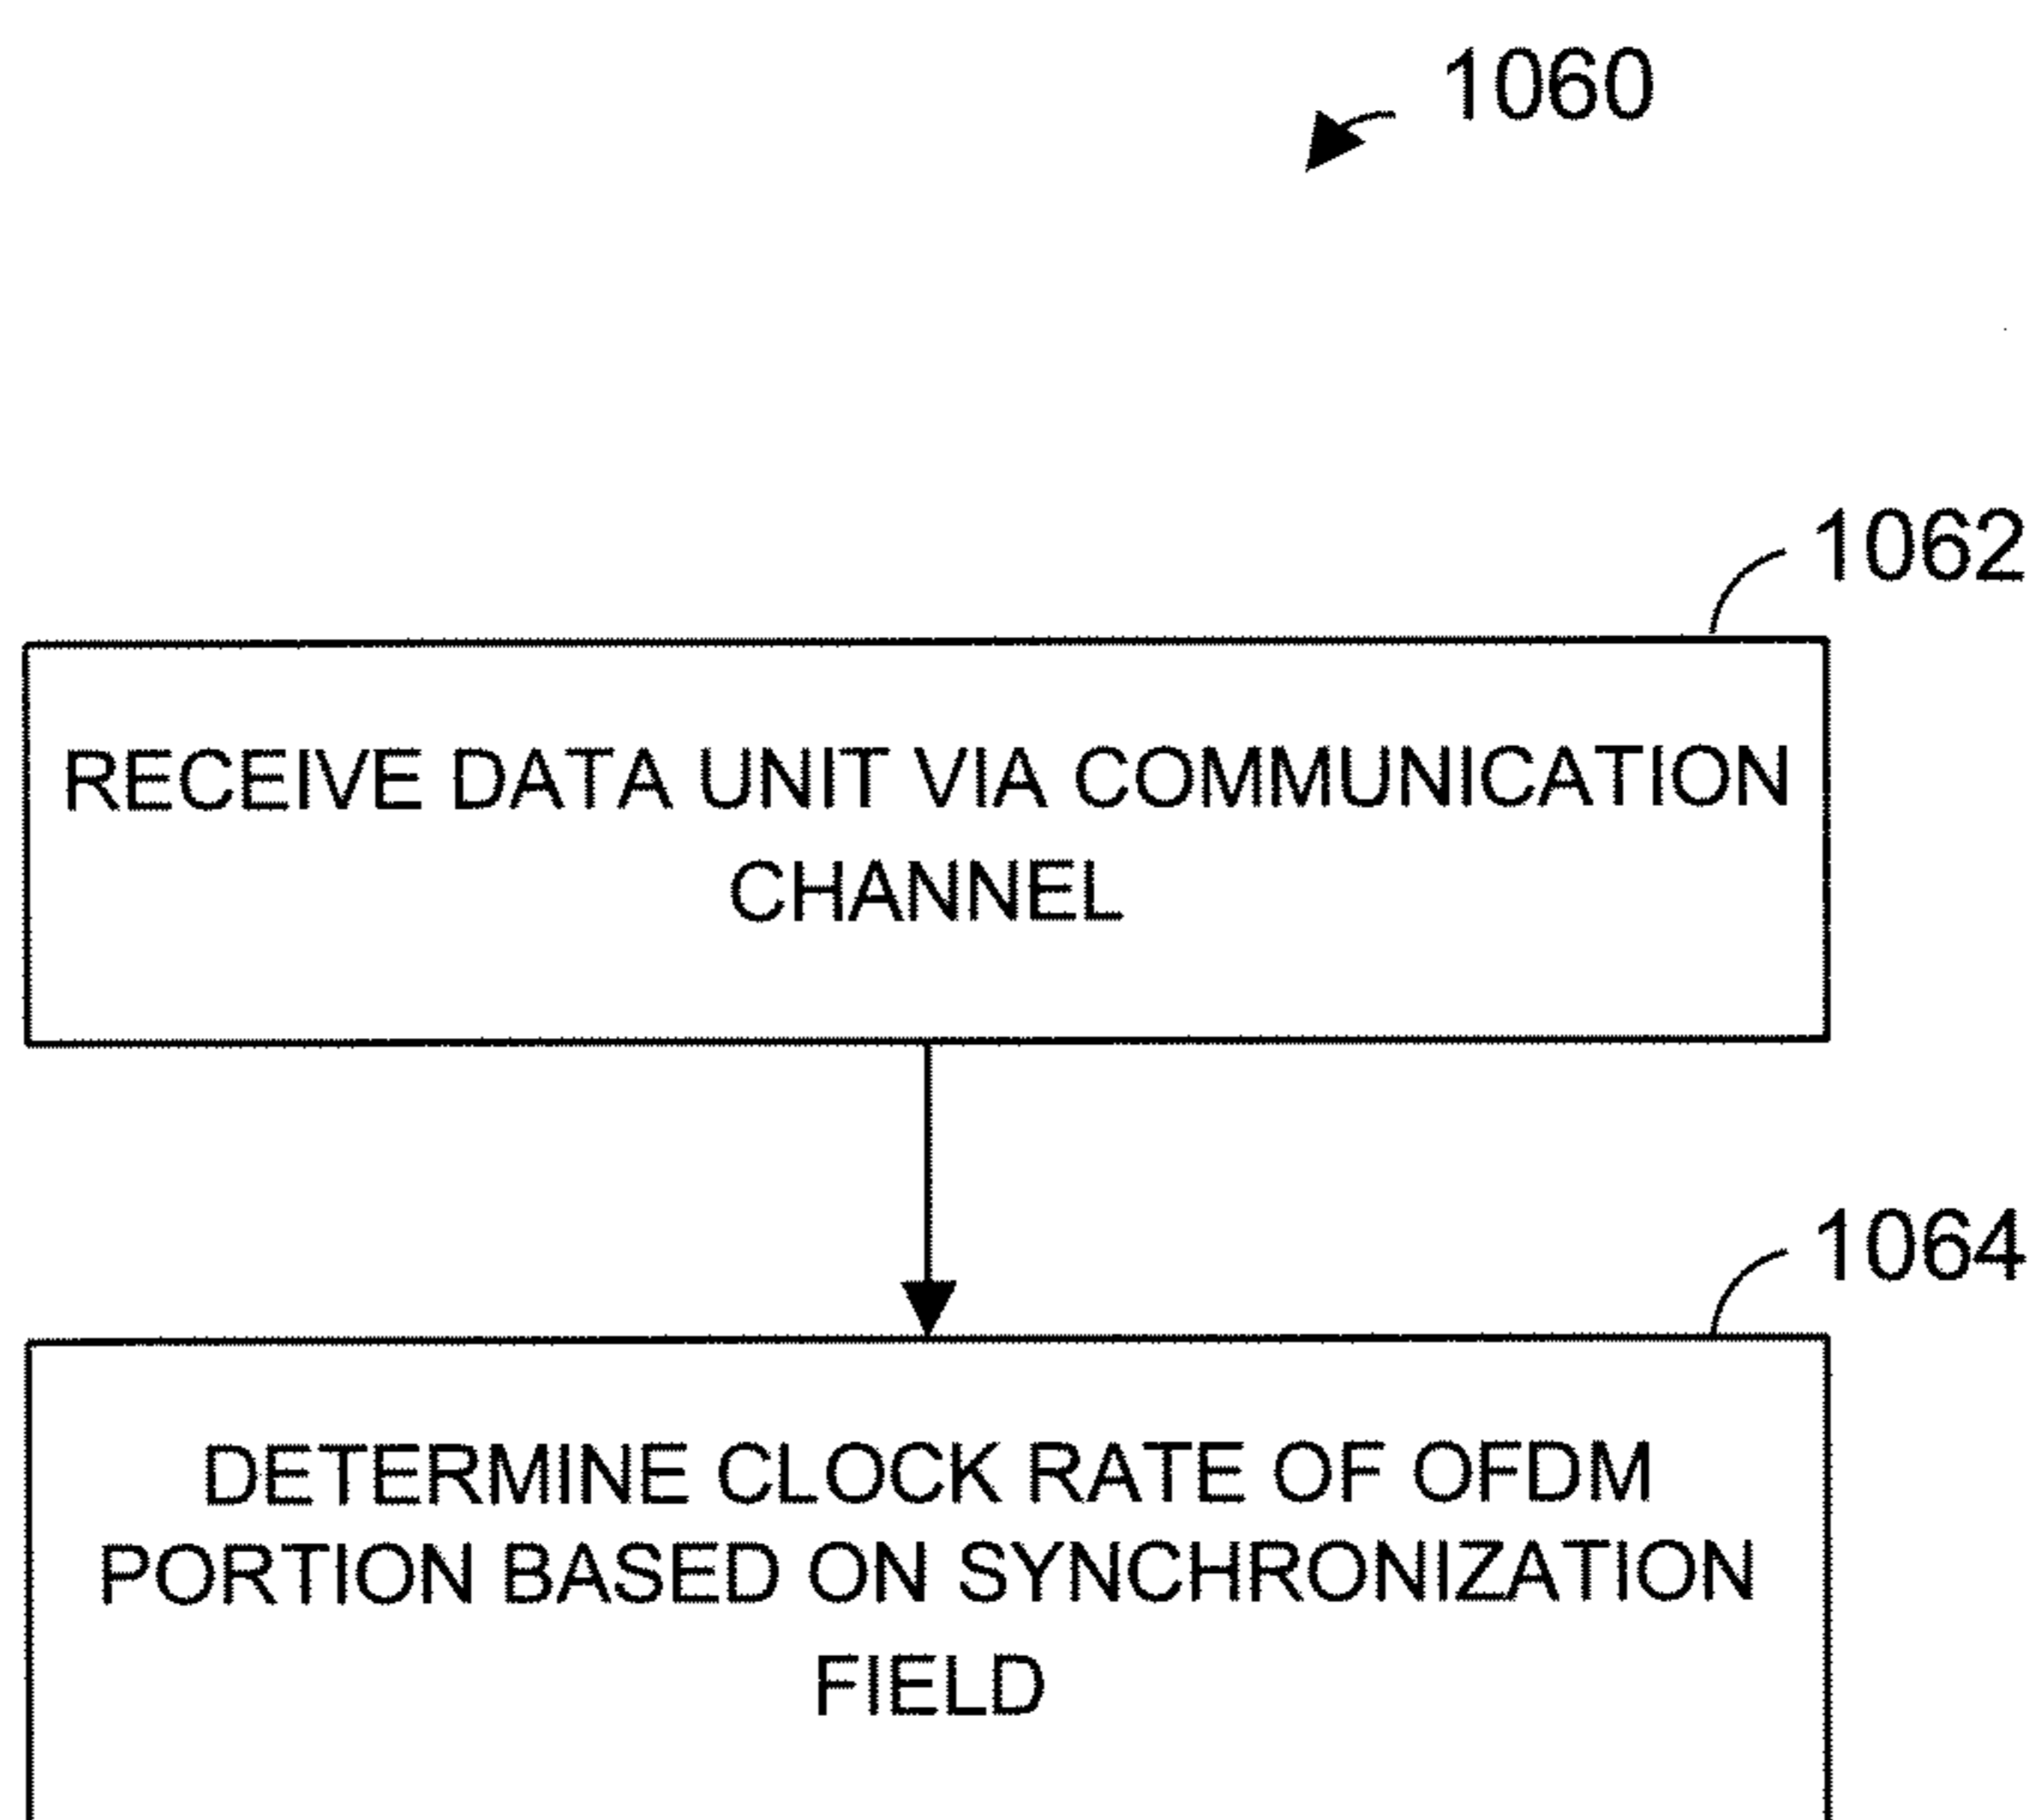 1060
1062
RECEIVE DATA UNIT VIA COMMUNICATION
CHANNEL
1064
DETERMINE CLOCK RATE OF OFDM
PORTION BASED ON SYNCHRONIZATION
FIELD